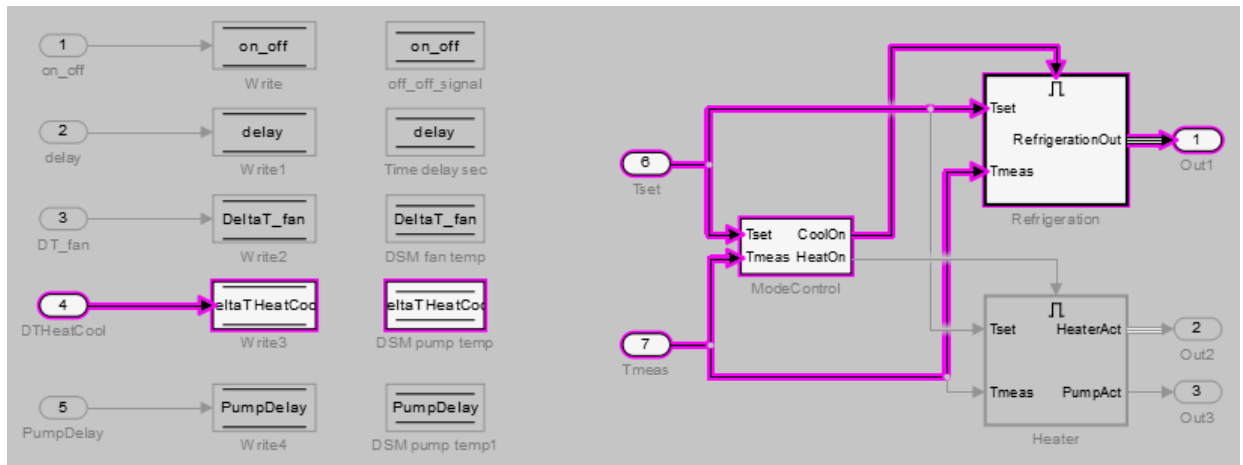 1
on_off
on_off
Write
on_off
off_off_signal
2
delay
delay
Write1
delay
Time delay sec
3
DT_fan
DeltaT_fan
Write2
DeltaT_fan
DSM fan temp
4
DTHeatCool
eltaTHeatCoo
Write3
eltaTHeatCoo
DSM pump temp
5
PumpDelay
PumpDelay
Write4
PumpDelay
DSM pump temp1
6
Tset
7
Tmeas
Tset CoolOn
Tmeas HeatOn
ModeControl
Tset
RefrigerationOut
Tmeas
Refrigeration
1
Out1
Tset HeaterAct
Tmeas PumpAct
Heater
2
Out2
3
Out3